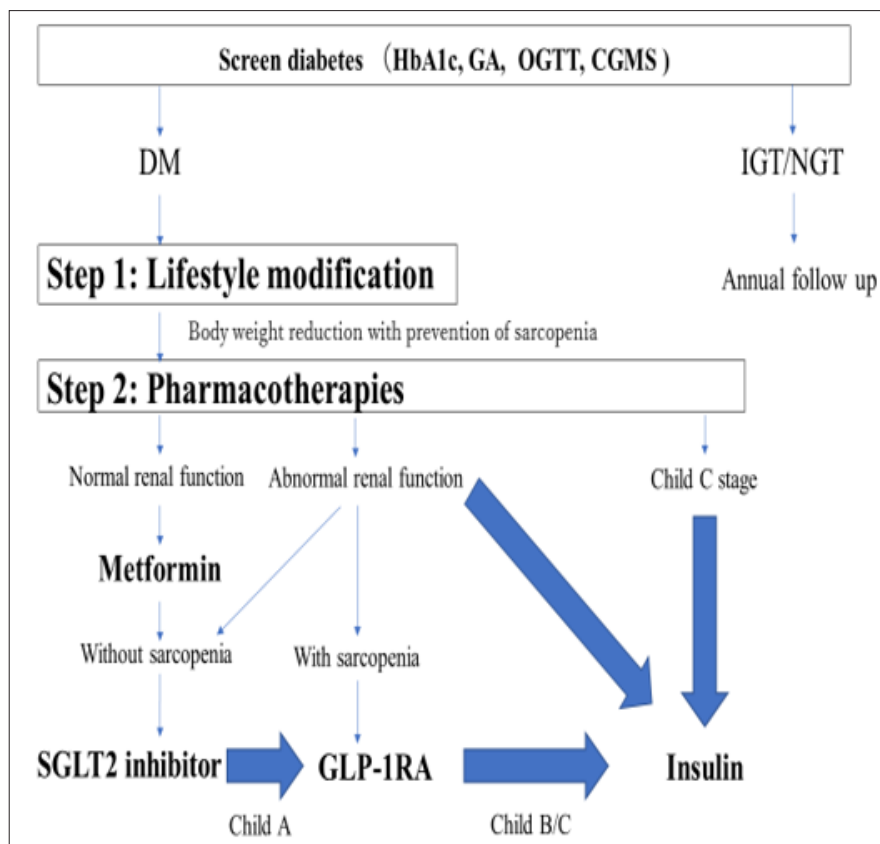 Screen diabetes （HbA1c, GA, OGTT, CGMS )
DM
IGT/NGT
Step 1: Lifestyle modification
Annual follow up
Body weight reduction with prevention of sarcopenia
Step 2: Pharmacotherapies
Normal renal function
Abnormal renal function
Child C stage
Metformin
Without sarcopenia
With sarcopenia
SGLT2 inhibitor
GLP-1RA
Insulin
Child A
Child B/C